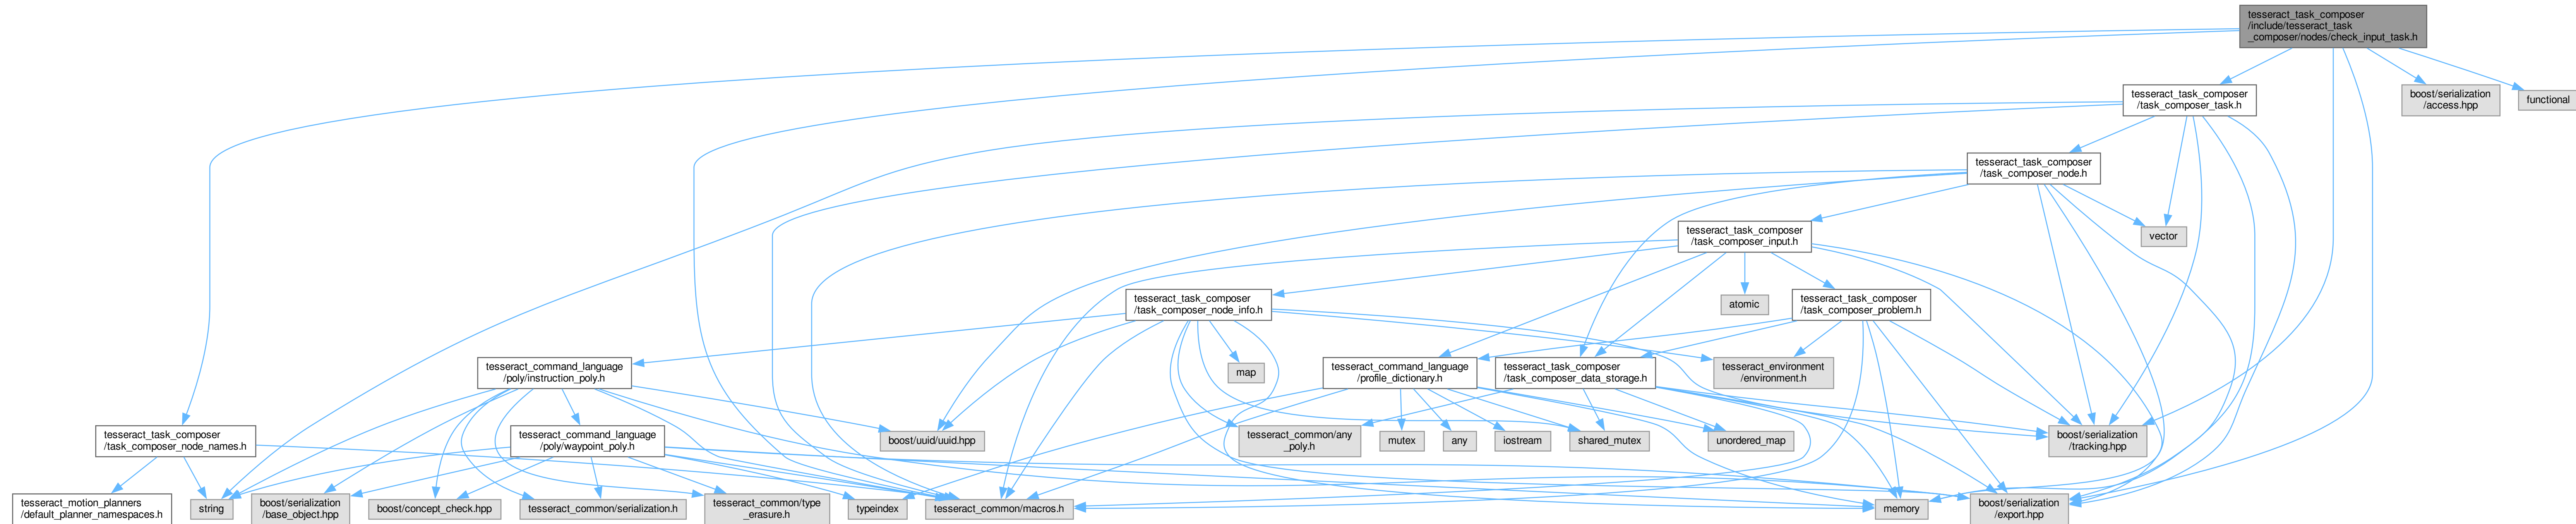 tesseract_task_composer
/include/tesseract_task
_composer/nodes/check_input_task.h
tesseract_task_composer
/task_composer_task.h
boost/serialization
/access.hpp
functional
tesseract_task_composer
/task_composer_node.h
vector
tesseract_task_composer
/task_composer_input.h
tesseract_task_composer
/task_composer_node_info.h
atomic
tesseract_task_composer
/task_composer_problem.h
tesseract_command_language
/poly/instruction_poly.h
map
tesseract_command_language
/profile_dictionary.h
tesseract_task_composer
/task_composer_data_storage.h
tesseract_environment
/environment.h
tesseract_task_composer
/task_composer_node_names.h
tesseract_command_language
/poly/waypoint_poly.h
boost/uuid/uuid.hpp
tesseract_common/any
_poly.h
mutex
any
iostream
shared_mutex
unordered_map
boost/serialization
/tracking.hpp
tesseract_motion_planners
/default_planner_namespaces.h
string
boost/serialization
/base_object.hpp
boost/concept_check.hpp
tesseract_common/serialization.h
tesseract_common/type
_erasure.h
typeindex
tesseract_common/macros.h
memory
boost/serialization
/export.hpp